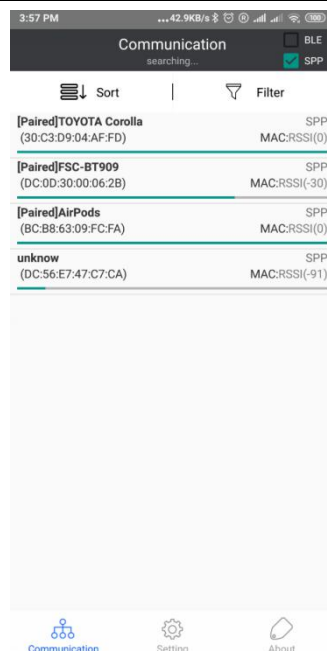 3:57 PM
...42.9KB/s 100
Communication
searching...
BLE
SPP
Sort | Filter
[Paired]TOYOTA Corolla SPP
(30:C3:D9:04:AF:FD) MAC:RSSI(0)
[Paired]FSC-BT909 SPP
(DC:0D:30:00:06:2B) MAC:RSSI(-30)
[Paired]AirPods SPP
(BC:B8:63:09:FC:FA) MAC:RSSI(0)
unknow SPP
(DC:56:E7:47:C7:CA) MAC:RSSI(-91)
Communication Setting About